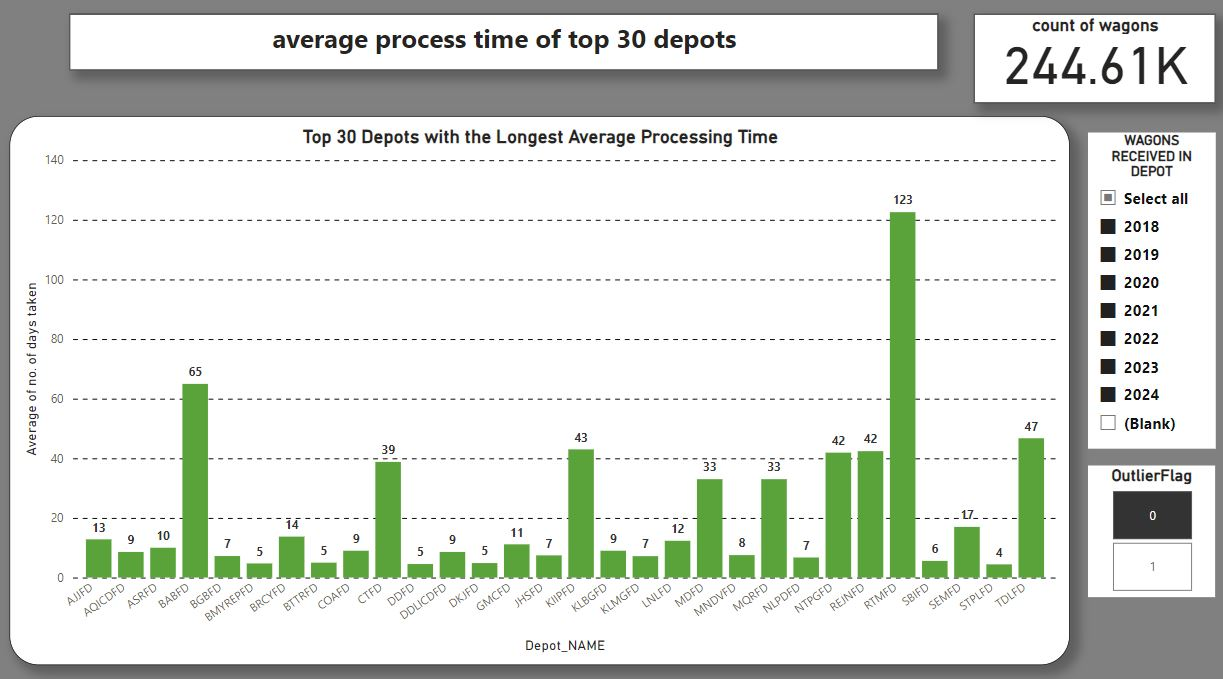 average process time of top 30 depots
count of wagons
244.61K
Top 30 Depots with the Longest Average Processing Time
Average of no. of days taken
140
120
100
80
60
40
20
0
13
9
10
65
7
5
14
5
9
39
5
9
5
11
7
43
9
7
12
33
8
33
7
42
42
123
6
17
4
47
AJJFD
AQICDFD
ASRFD
BABFD
BGBFD
BMYREPFD
BRCYFD
BTTRFD
COAFD
CTFD
DDFD
DDLICDFD
DKJFD
GMCFD
JHSFD
KIIPFD
KLBGFD
KLMGFD
LNLFD
MDFD
MNDVFD
MQRFD
NLPDFD
NTPGFD
REJNFD
RTMFD
SBIFD
SEMFD
STPLFD
TDLFD
Depot_NAME
WAGONS
RECEIVED IN
DEPOT
Select all
2018
2019
2020
2021
2022
2023
2024
(Blank)
OutlierFlag
0
1